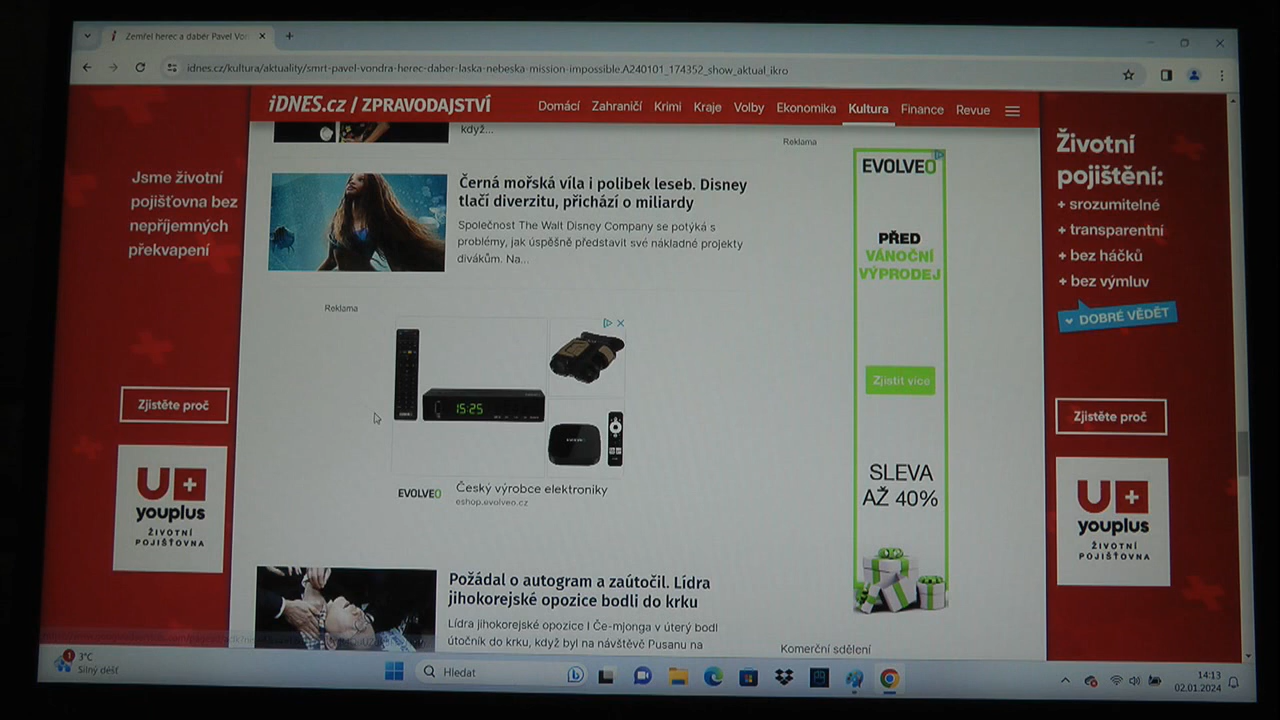 Zemřel herec a dabér Pavel Von
idnes.cz/kultura/aktuality/smrt-pavel-vondra-herec-daber-laska-nebeska-mission-impossible.A240101_174352_show_aktual_ikro
iDNES.cz / ZPRAVODAJSTVÍ
Domácí Zahraničí Krimi Kraje Volby Ekonomika Kultura Finance Revue
když...
Reklama
Jsme životní
pojišťovna bez
nepříjemných
překvapení
Zjistěte proč
U+
youplus
ŽIVOTNÍ
POJIŠŤOVNA
Černá mořská víla i polibek leseb. Disney
tlačí diverzitu, přichází o miliardy
Společnost The Walt Disney Company se potýká s
problémy, jak úspěšně představit své nákladné projekty
divákům. Na...
Reklama
15:25
EVOLVEO
Český výrobce elektroniky
eshop.evolveo.cz
Požádal o autogram a zaútočil. Lídra
jihokorejské opozice bodli do krku
Lídra jihokorejské opozice I Če-mjonga v úterý bodl
útočník do krku, když byl na návštěvě Pusanu na
EVOLVEO
PŘED
VÁNOČNÍ
VÝPRODEJ
Zjistit více
SLEVA
AŽ 40%
Komerční sdělení
Životní
pojištění:
+ srozumitelné
+ transparentní
+ bez háčků
+ bez výmluv
DOBRÉ VĚDĚT
Zjistěte proč
U+
youplus
ŽIVOTNÍ
POJIŠŤOVNA
1
3°C
Silný déšť
Hledat
14:13
02.01.2024